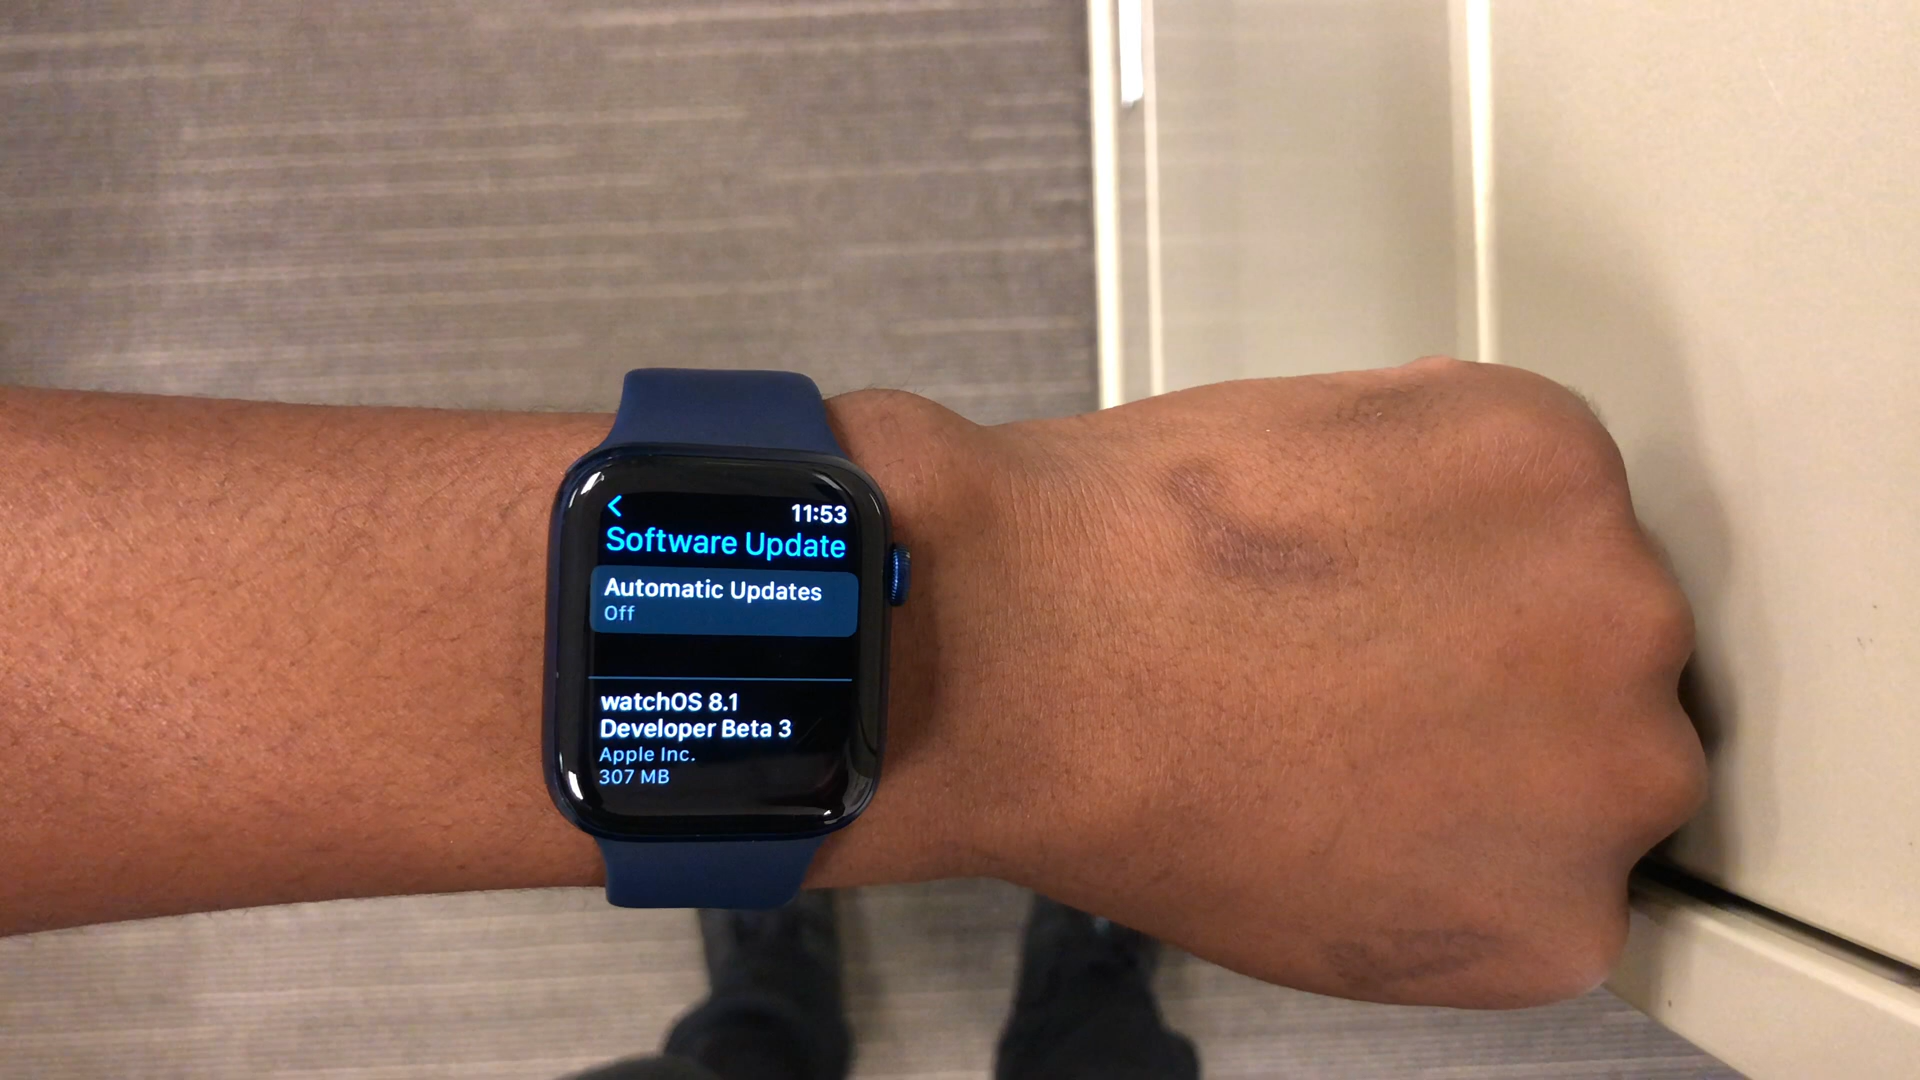 11:53
Software Update
Automatic Updates
Off
watchOS 8.1
Developer Beta 3
Apple Inc.
307 MB